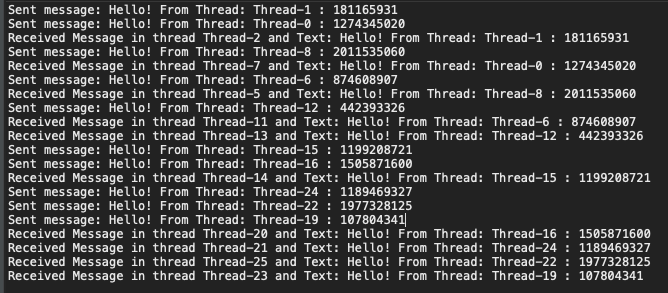 Sent message: Hello! From Thread: Thread-1 : 181165931
Sent message: Hello! From Thread: Thread-0 : 1274345020
Received Message in thread Thread-2 and Text: Hello! From Thread: Thread-1 : 181165931
Sent message: Hello! From Thread: Thread-8 : 2011535060
Received Message in thread Thread-7 and Text: Hello! From Thread: Thread-0 : 1274345020
Sent message: Hello! From Thread: Thread-6 : 874608907
Received Message in thread Thread-5 and Text: Hello! From Thread: Thread-8 : 2011535060
Sent message: Hello! From Thread: Thread-12 : 442393326
Received Message in thread Thread-11 and Text: Hello! From Thread: Thread-6 : 874608907
Received Message in thread Thread-13 and Text: Hello! From Thread: Thread-12 : 442393326
Sent message: Hello! From Thread: Thread-15 : 1199208721
Sent message: Hello! From Thread: Thread-16 : 1505871600
Received Message in thread Thread-14 and Text: Hello! From Thread: Thread-15 : 1199208721
Sent message: Hello! From Thread: Thread-24 : 1189469327
Sent message: Hello! From Thread: Thread-22 : 1977328125
Sent message: Hello! From Thread: Thread-19 : 107804341
Received Message in thread Thread-20 and Text: Hello! From Thread: Thread-16 : 1505871600
Received Message in thread Thread-21 and Text: Hello! From Thread: Thread-24 : 1189469327
Received Message in thread Thread-25 and Text: Hello! From Thread: Thread-22 : 1977328125
Received Message in thread Thread-23 and Text: Hello! From Thread: Thread-19 : 107804341